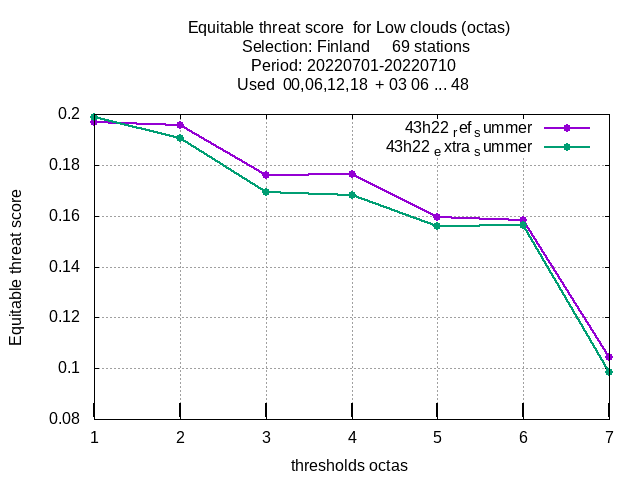 Equitable threat score for Low clouds (octas)
Selection: Finland 69 stations
Period: 20220701-20220710
Used 00,06,12,18 + 03 06 ... 48
43h22 ref summer
43h22 extra summer
Equitable threat score
0.2
0.18
0.16
0.14
0.12
0.1
0.08
1 2 3 4 5 6 7
thresholds octas